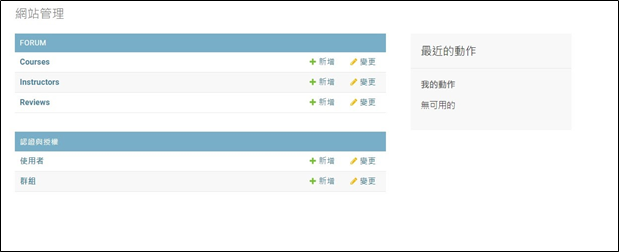 網站管理
FORUM
Courses 新增 變更
Instructors 新增 變更
Reviews 新增 變更
認證與授權
使用者 新增 變更
群組 新增 變更
最近的動作
我的動作
無可用的